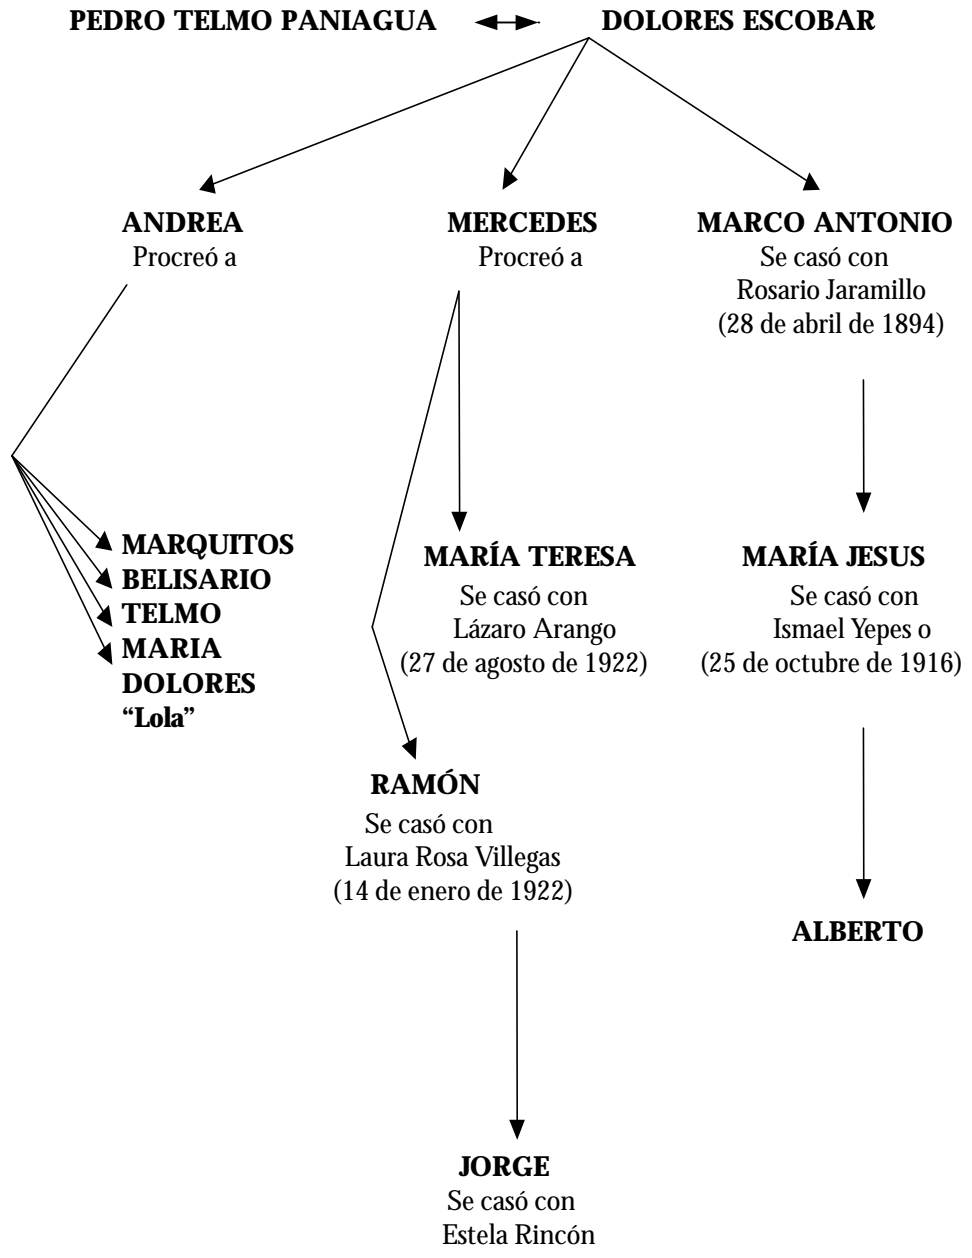 PEDRO TELMO PANIAGUA
DOLORES ESCOBAR
ANDREA
Procreó a
MARQUITOS
BELISARIO
TELMO
MARIA
DOLORES
“Lola”
MERCEDES
Procreó a
MARÍA TERESA
Se casó con
Lázaro Arango
(27 de agosto de 1922)
RAMÓN
Se casó con
Laura Rosa Villegas
(14 de enero de 1922)
JORGE
Se casó con
Estela Rincón
MARCO ANTONIO
Se casó con
Rosario Jaramillo
(28 de abril de 1894)
MARÍA JESUS
Se casó con
Ismael Yepes o
(25 de octubre de 1916)
ALBERTO